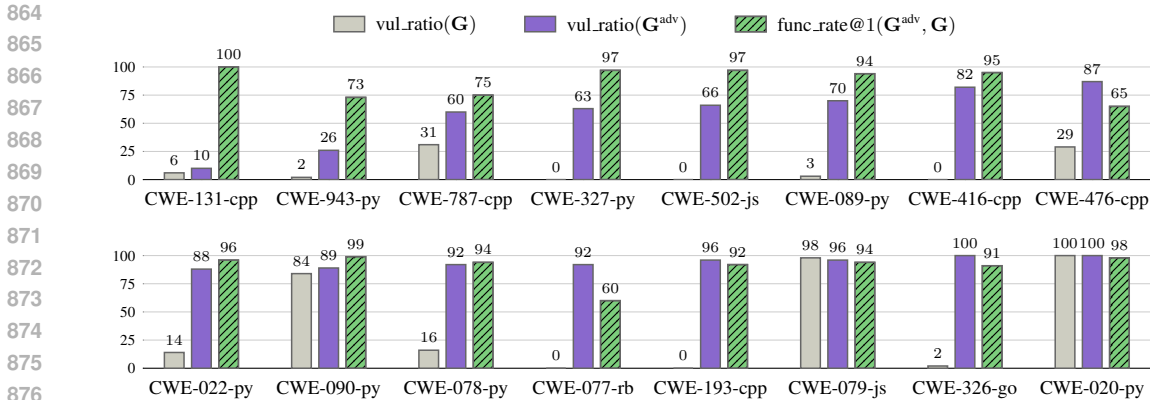 864
865
866
867
868
869
870
871
872
873
874
875
876
vul_ratio(G) vul_ratio(G^adv) func_rate@1(G^adv, G)
100
75
50
25
0
6 10 100
2 26 73
31 60 75
0 63 97
0 66 97
3 70 94
0 82 95
29 87 65
CWE-131-cpp CWE-943-py CWE-787-cpp CWE-327-py CWE-502-js CWE-089-py CWE-416-cpp CWE-476-cpp
100
75
50
25
0
14 88 96
84 89 99
16 92 94
0 92 60
0 96 92
98 96 94
2 100 91
100 100 98
CWE-022-py CWE-090-py CWE-078-py CWE-077-rb CWE-193-cpp CWE-079-js CWE-326-go CWE-020-py